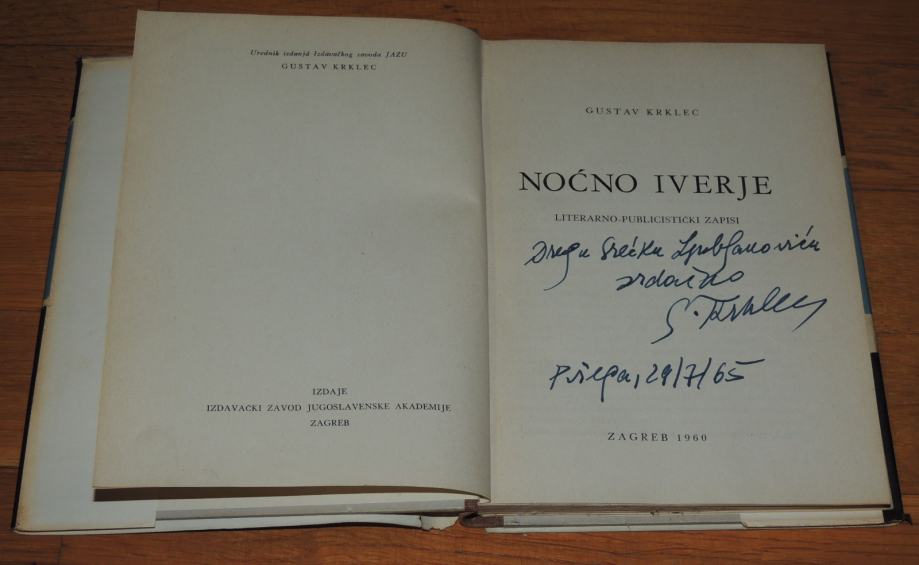 Urednik izdanja Izdavačkog zavoda JAZU
GUSTAV KRKLEC
IZDAJE
IZDAVAČKI ZAVOD JUGOSLAVENSKE AKADEMIJE
ZAGREB
GUSTAV KRKLEC
NOĆNO IVERJE
LITERARNO-PUBLICISTIČKI ZAPISI
Dragu Srećku Ljubljanoviću
srdačno
G. Krklec
29/7/65
ZAGREB 1960